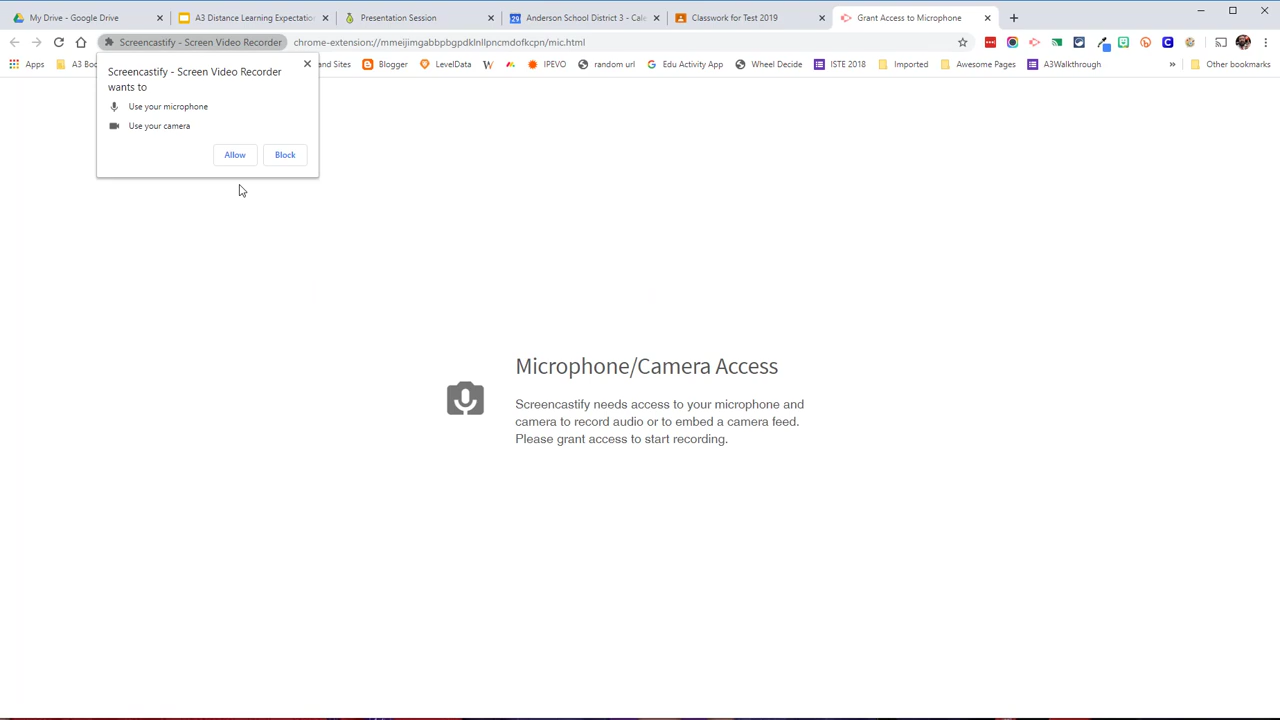 My Drive - Google Drive
A3 Distance Learning Expectatio
Presentation Session
Anderson School District 3 - Cale
Classwork for Test 2019
Grant Access to Microphone
Screencastify - Screen Video Recorder
chrome-extension://mmeijimgabbpbgpdklnllpncmdofkcpn/mic.html
Apps
A3 Boo
and Sites
Blogger
LevelData
IPEVO
random url
Edu Activity App
Wheel Decide
ISTE 2018
Imported
Awesome Pages
A3Walkthrough
Other bookmarks
Screencastify - Screen Video Recorder
wants to
Use your microphone
Use your camera
Allow
Block
Microphone/Camera Access
Screencastify needs access to your microphone and
camera to record audio or to embed a camera feed.
Please grant access to start recording.